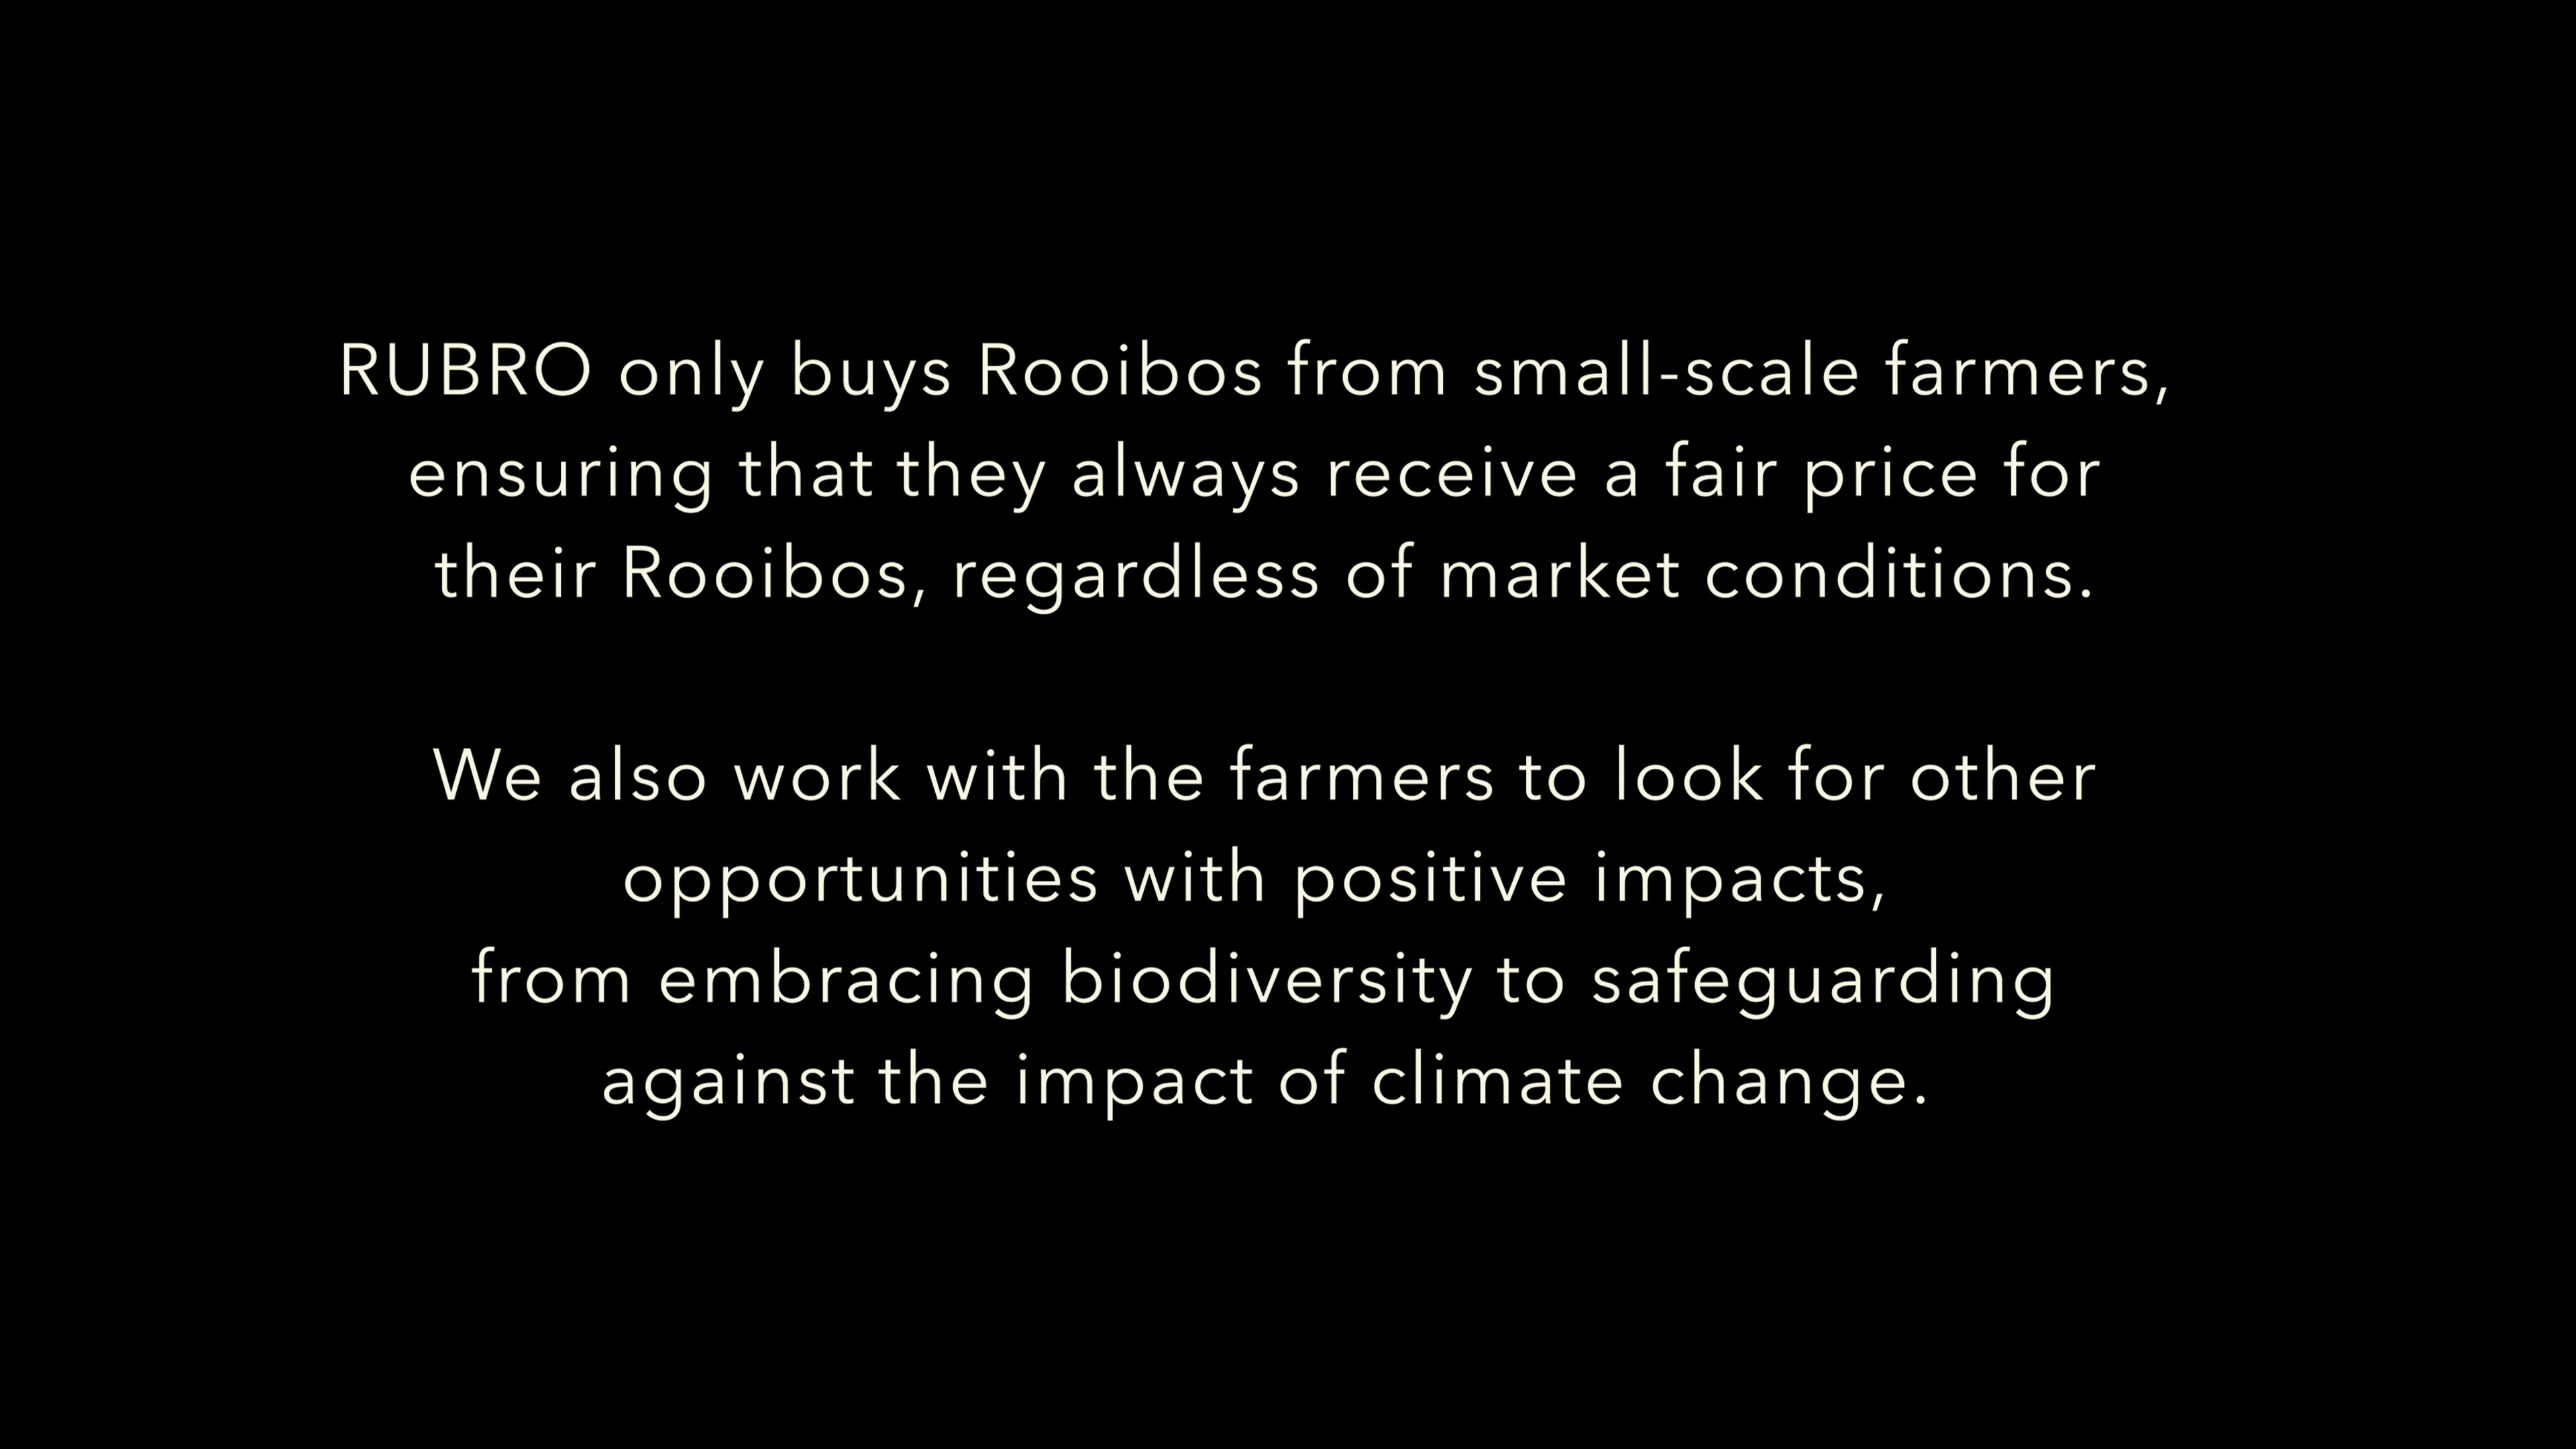 RUBRO only buys Rooibos from small-scale farmers,
ensuring that they always receive a fair price for
their Rooibos, regardless of market conditions.
We also work with the farmers to look for other
opportunities with positive impacts,
from embracing biodiversity to safeguarding
against the impact of climate change.